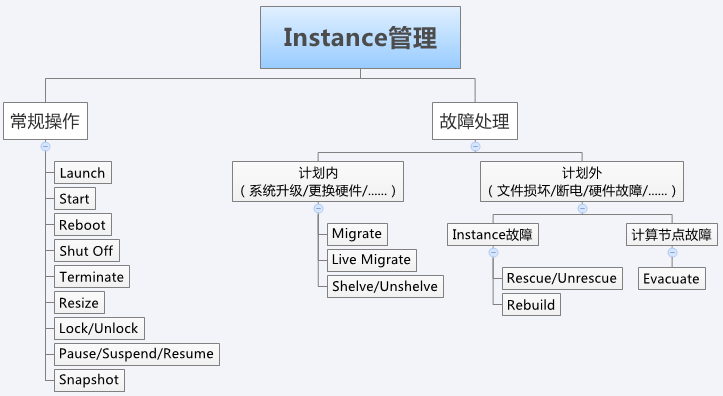 Instance管理
常规操作
Launch
Start
Reboot
Shut Off
Terminate
Resize
Lock/Unlock
Pause/Suspend/Resume
Snapshot
故障处理
计划内
（系统升级/更换硬件/......）
Migrate
Live Migrate
Shelve/Unshelve
计划外
（文件损坏/断电/硬件故障/......）
Instance故障
Rescue/Unrescue
Rebuild
计算节点故障
Evacuate